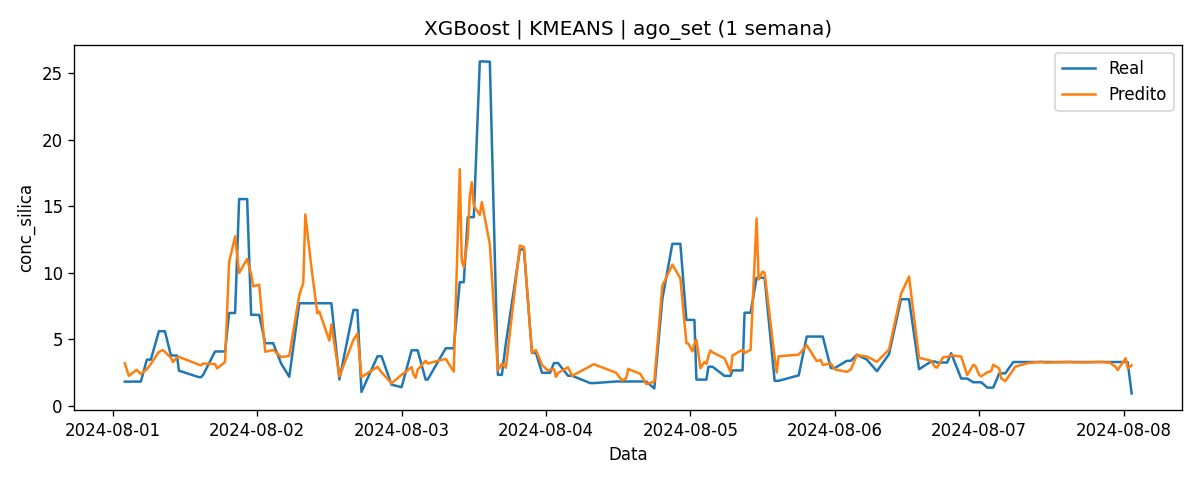 XGBoost | KMEANS | ago_set (1 semana)
Real
Predito
conc_silica
25
20
15
10
5
0
2024-08-01
2024-08-02
2024-08-03
2024-08-04
2024-08-05
2024-08-06
2024-08-07
2024-08-08
Data